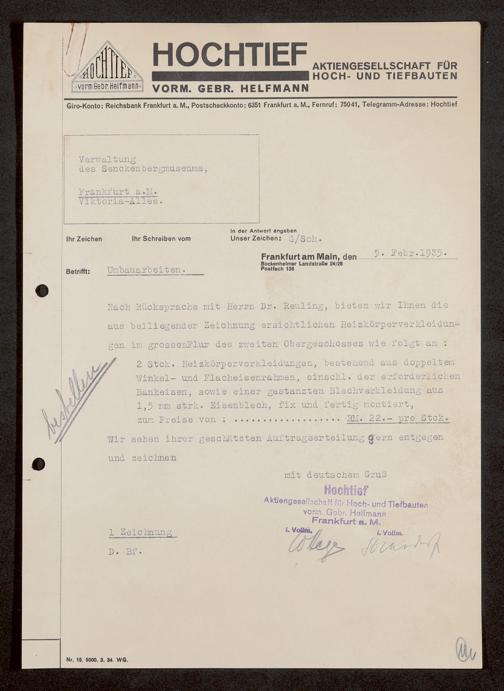 HOCHTIEF
vorm. Gebr. Helfmann
HOCHTIEF
VORM. GEBR. HELFMANN
AKTIENGESELLSCHAFT FÜR
HOCH- UND TIEFBAUTEN
Giro-Konto: Reichsbank Frankfurt a. M., Postscheckkonto: 6351 Frankfurt a. M., Fernruf: 75041, Telegramm-Adresse: Hochtief
Verwaltung
des Senckenbergmuseums,
Frankfurt a.M.
Viktoria-Allee.
Ihr Zeichen
Ihr Schreiben vom
In der Antwort angeben
Unser Zeichen: G/Sch.
Frankfurt am Main, den 5. Febr.1935.
Bockenheimer Landstraße 24/26
Postfach 136
Betrifft: Umbauarbeiten.
Nach Rücksprache mit Herrn Dr. Reuling, bieten wir Ihnen die
aus beiliegender Zeichnung ersichtlichen Heizkörperverkleidun-
gen im grossenFlur des zweiten Obergeschosses wie folgt an :
2 Stck. Heizkörperverkleidungen, bestehend aus doppeltem
Winkel- und Flacheisenrahmen, einschl. der erforderlichen
Bankeisen, sowie einer gestanzten Blechverkleidung aus
1,5 mm strk. Eisenblech, fix und fertig montiert,
zum Preise von : .................. RM. 22.- pro Stck.
bestellen
Wir sehen ihrer geschätzten Auftragserteilung gern entgegen
und zeichnen
mit deutschem Gruß
Hochtief
Aktiengesellschaft für Hoch- und Tiefbauten
vorm. Gebr. Helfmann
Frankfurt a. M.
i. Vollm. i. Vollm.
1 Zeichnung
D. Bf.
Nr. 19. 5000. 3. 34. WG.